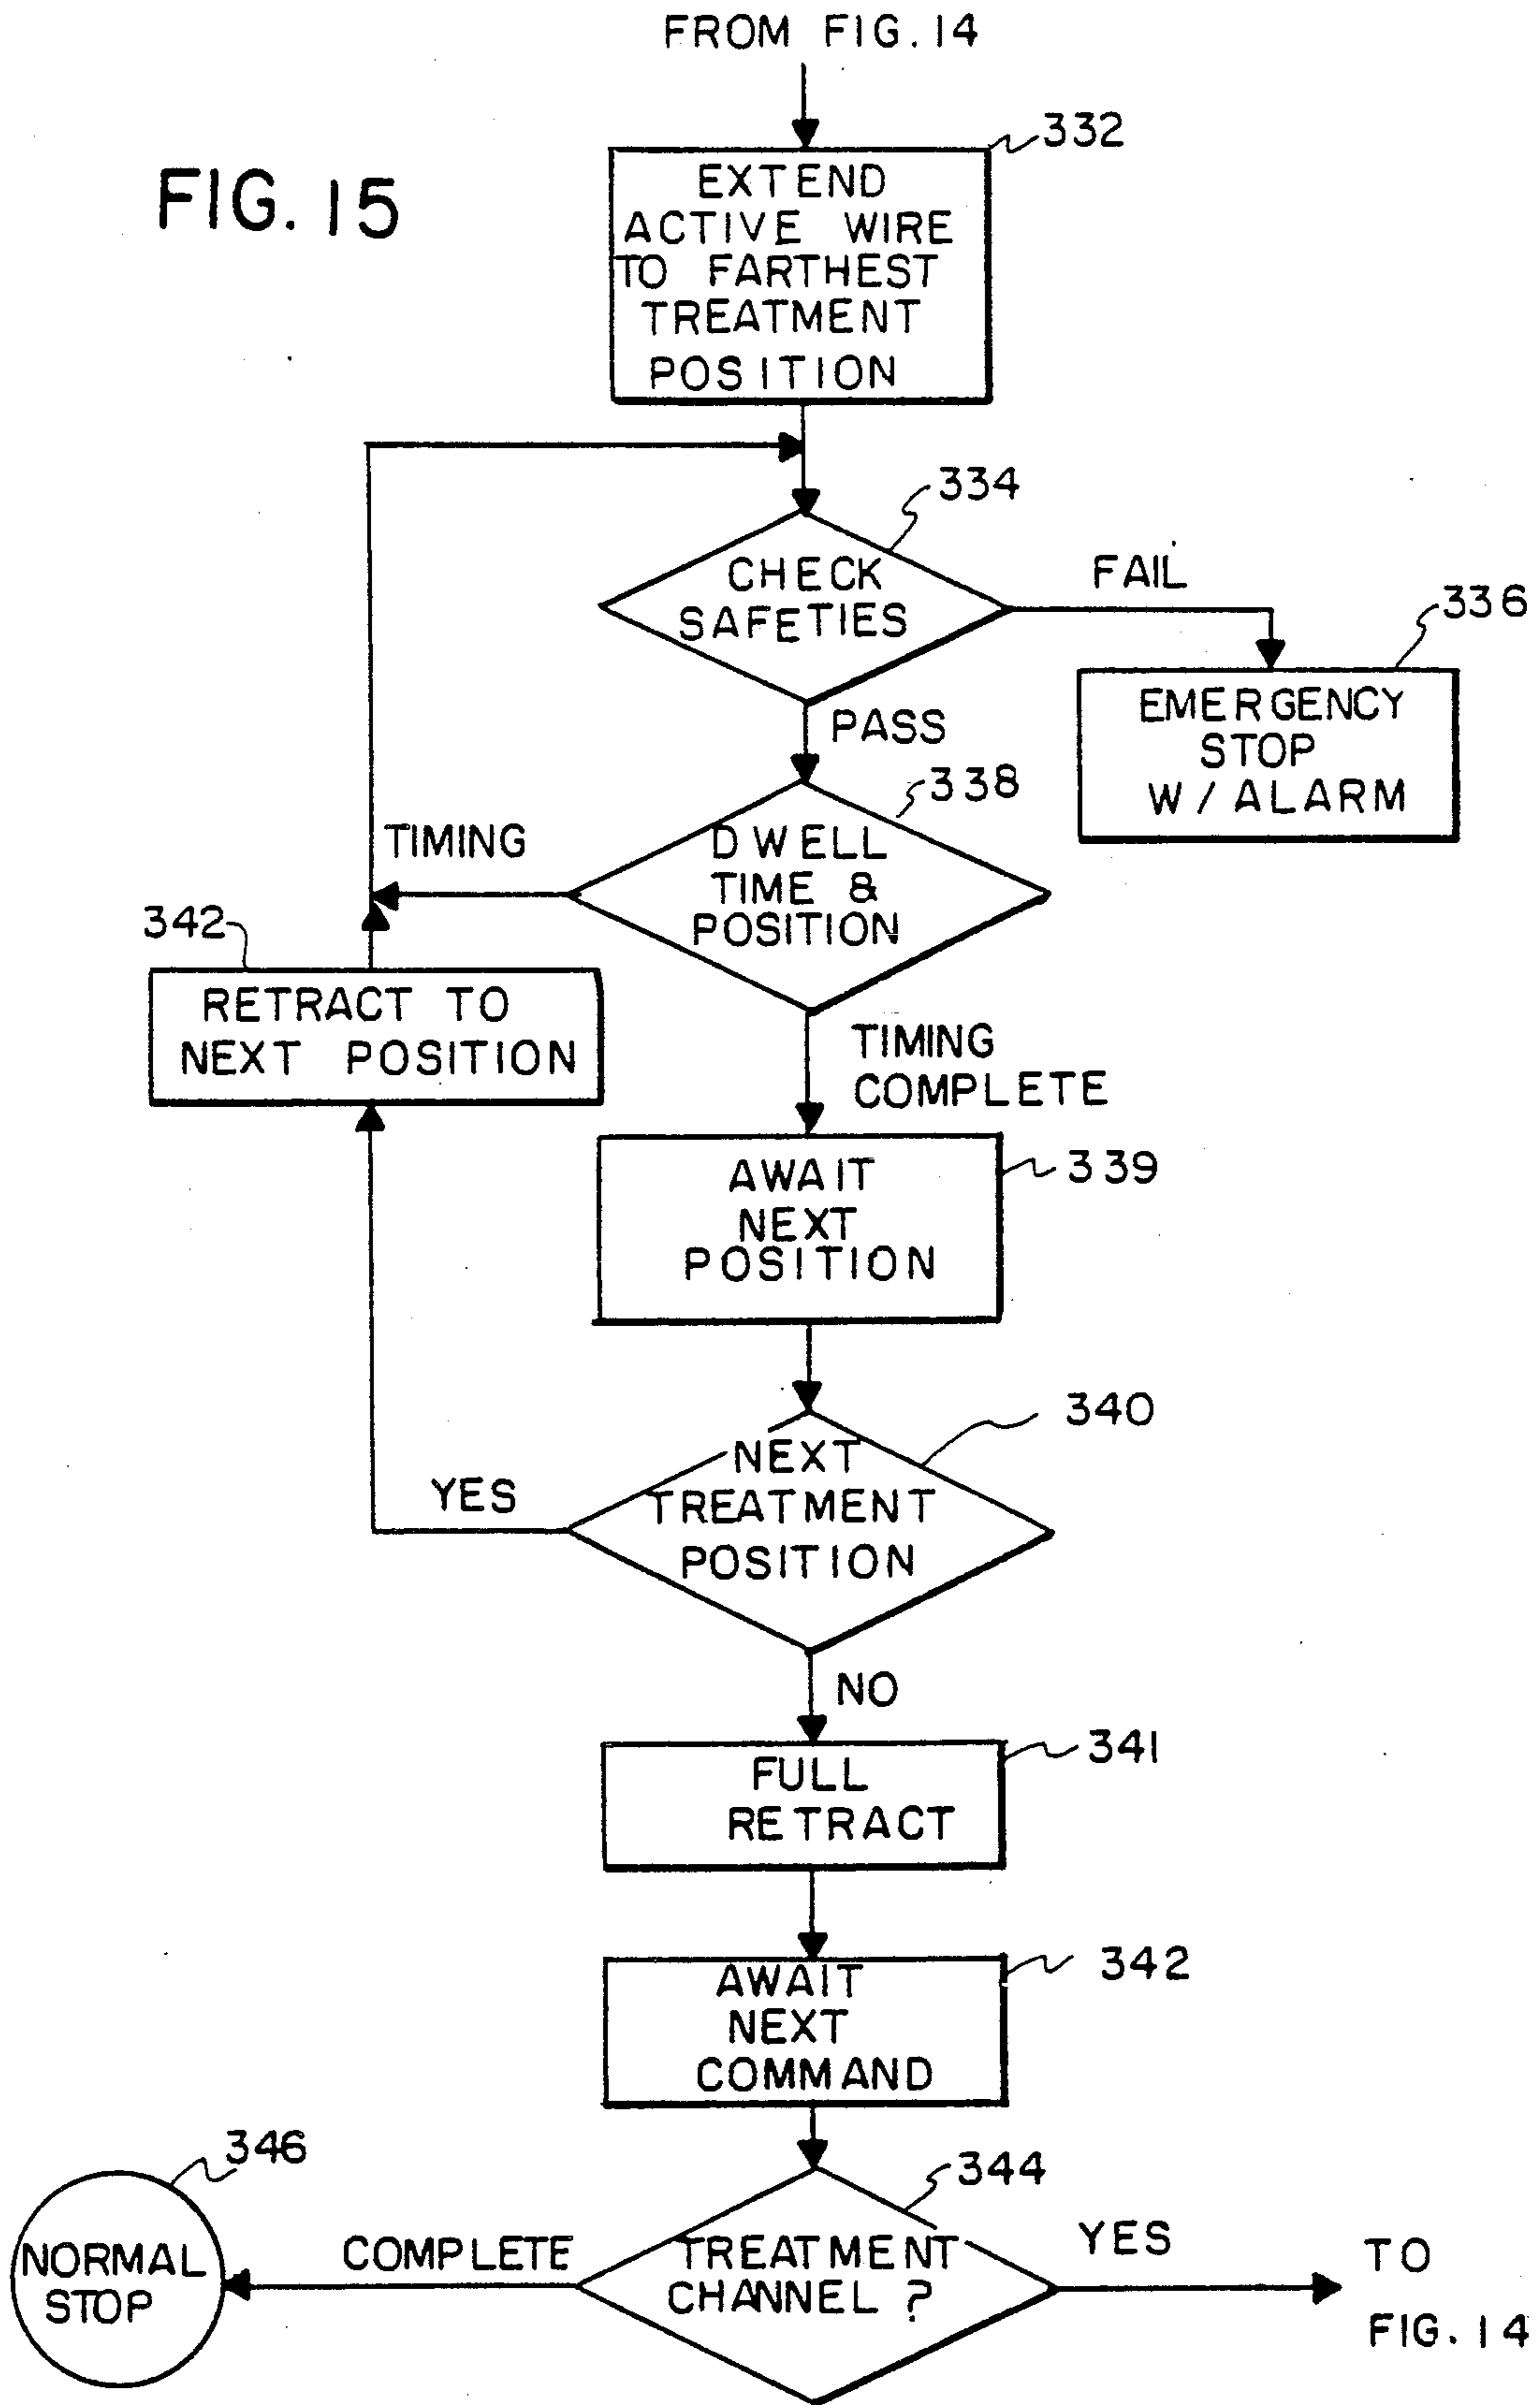 FROM FIG. 14
332
FIG. 15
EXTEND
ACTIVE WIRE
TO FARTHEST
TREATMENT
POSITION
334
CHECK
SAFETIES
FAIL
336
EMERGENCY
STOP
W/ALARM
PASS
338
TIMING
DWELL
TIME &
POSITION
342
RETRACT TO
NEXT POSITION
TIMING
COMPLETE
339
AWAIT
NEXT
POSITION
340
NEXT
TREATMENT
POSITION
YES
NO
341
FULL
RETRACT
342
AWAIT
NEXT
COMMAND
346
344
NORMAL
STOP
COMPLETE
TREATMENT
CHANNEL ?
YES
TO
FIG. 14